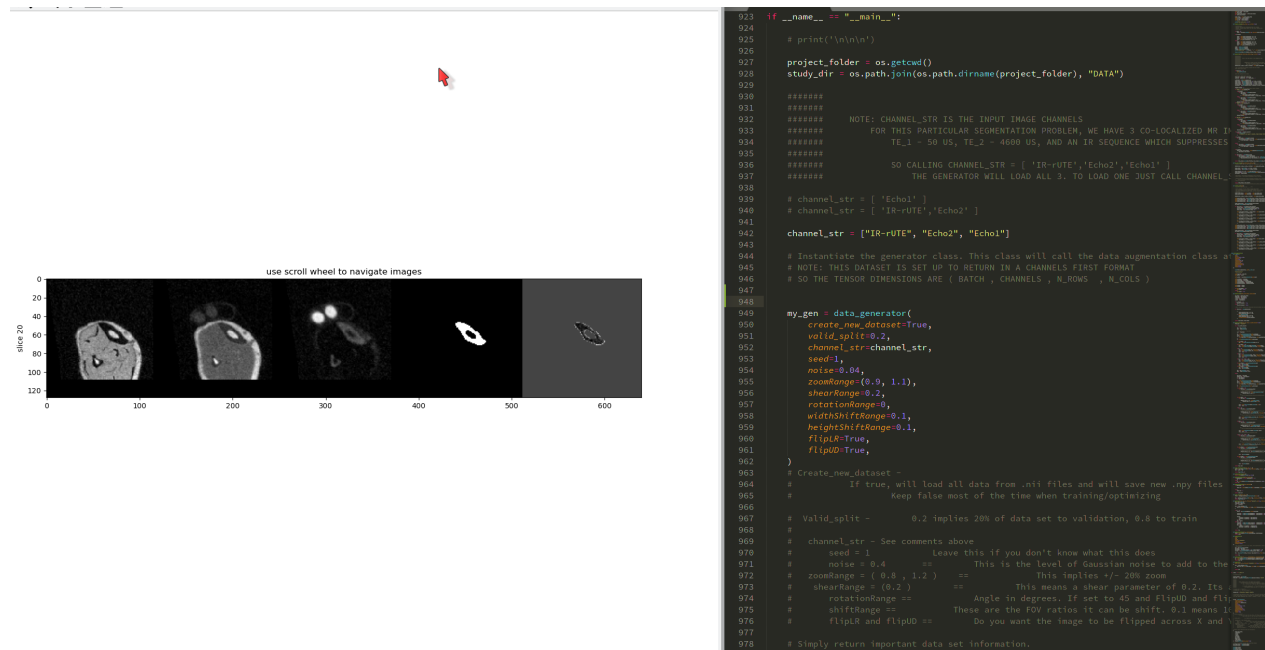 use scroll wheel to navigate images
slice 20
0
20
40
60
80
100
120
0 100 200 300 400 500 600
923 if __name__ == "__main__":
924
925 # print('\n\n\n')
926
927 project_folder = os.getcwd()
928 study_dir = os.path.join(os.path.dirname(project_folder), "DATA")
929
930 #######
931 #######
932 ####### NOTE: CHANNEL_STR IS THE INPUT IMAGE CHANNELS
933 ####### FOR THIS PARTICULAR SEGMENTATION PROBLEM, WE HAVE 3 CO-LOCALIZED MR
934 ####### TE_1 - 50 US, TE_2 - 4600 US, AND AN IR SEQUENCE WHICH SUPPRESSES
935 #######
936 ####### SO CALLING CHANNEL_STR = [ 'IR-rUTE','Echo2','Echo1' ]
937 ####### THE GENERATOR WILL LOAD ALL 3. TO LOAD ONE JUST CALL CHANNEL_
938
939 # channel_str = [ 'Echo1' ]
940 # channel_str = [ 'IR-rUTE','Echo2' ]
941
942 channel_str = ["IR-rUTE", "Echo2", "Echo1"]
943
944 # Instantiate the generator class. This class will call the data augmentation class
945 # NOTE: THIS DATASET IS SET UP TO RETURN IN A CHANNELS FIRST FORMAT
946 # SO THE TENSOR DIMENSIONS ARE ( BATCH , CHANNELS , N_ROWS , N_COLS )
947
948
949 my_gen = data_generator(
950 create_new_dataset=True,
951 valid_split=0.2,
952 channel_str=channel_str,
953 seed=1,
954 noise=0.04,
955 zoomRange=(0.9, 1.1),
956 shearRange=0.2,
957 rotationRange=0,
958 widthShiftRange=0.1,
959 heightShiftRange=0.1,
960 flipLR=True,
961 flipUD=True,
962 )
963 # Create_new_dataset -
964 # If true, will load all data from .nii files and will save new .npy files
965 # Keep false most of the time when training/optimizing
966
967 # Valid_split - 0.2 implies 20% of data set to validation, 0.8 to train
968 #
969 # channel_str - See comments above
970 # seed = 1 Leave this if you don't know what this does
971 # noise = 0.4 == This is the level of Gaussian noise to add to the
972 # zoomRange = ( 0.8 , 1.2 ) == This implies +/- 20% zoom
973 # shearRange = (0.2 ) == This means a shear parameter of 0.2. Its
974 # rotationRange == Angle in degrees. If set to 45 and FlipUD and
975 # shiftRange == These are the FOV ratios it can be shift. 0.1 means
976 # flipLR and flipUD == Do you want the image to be flipped across X and
977
978 # Simply return important data set information.